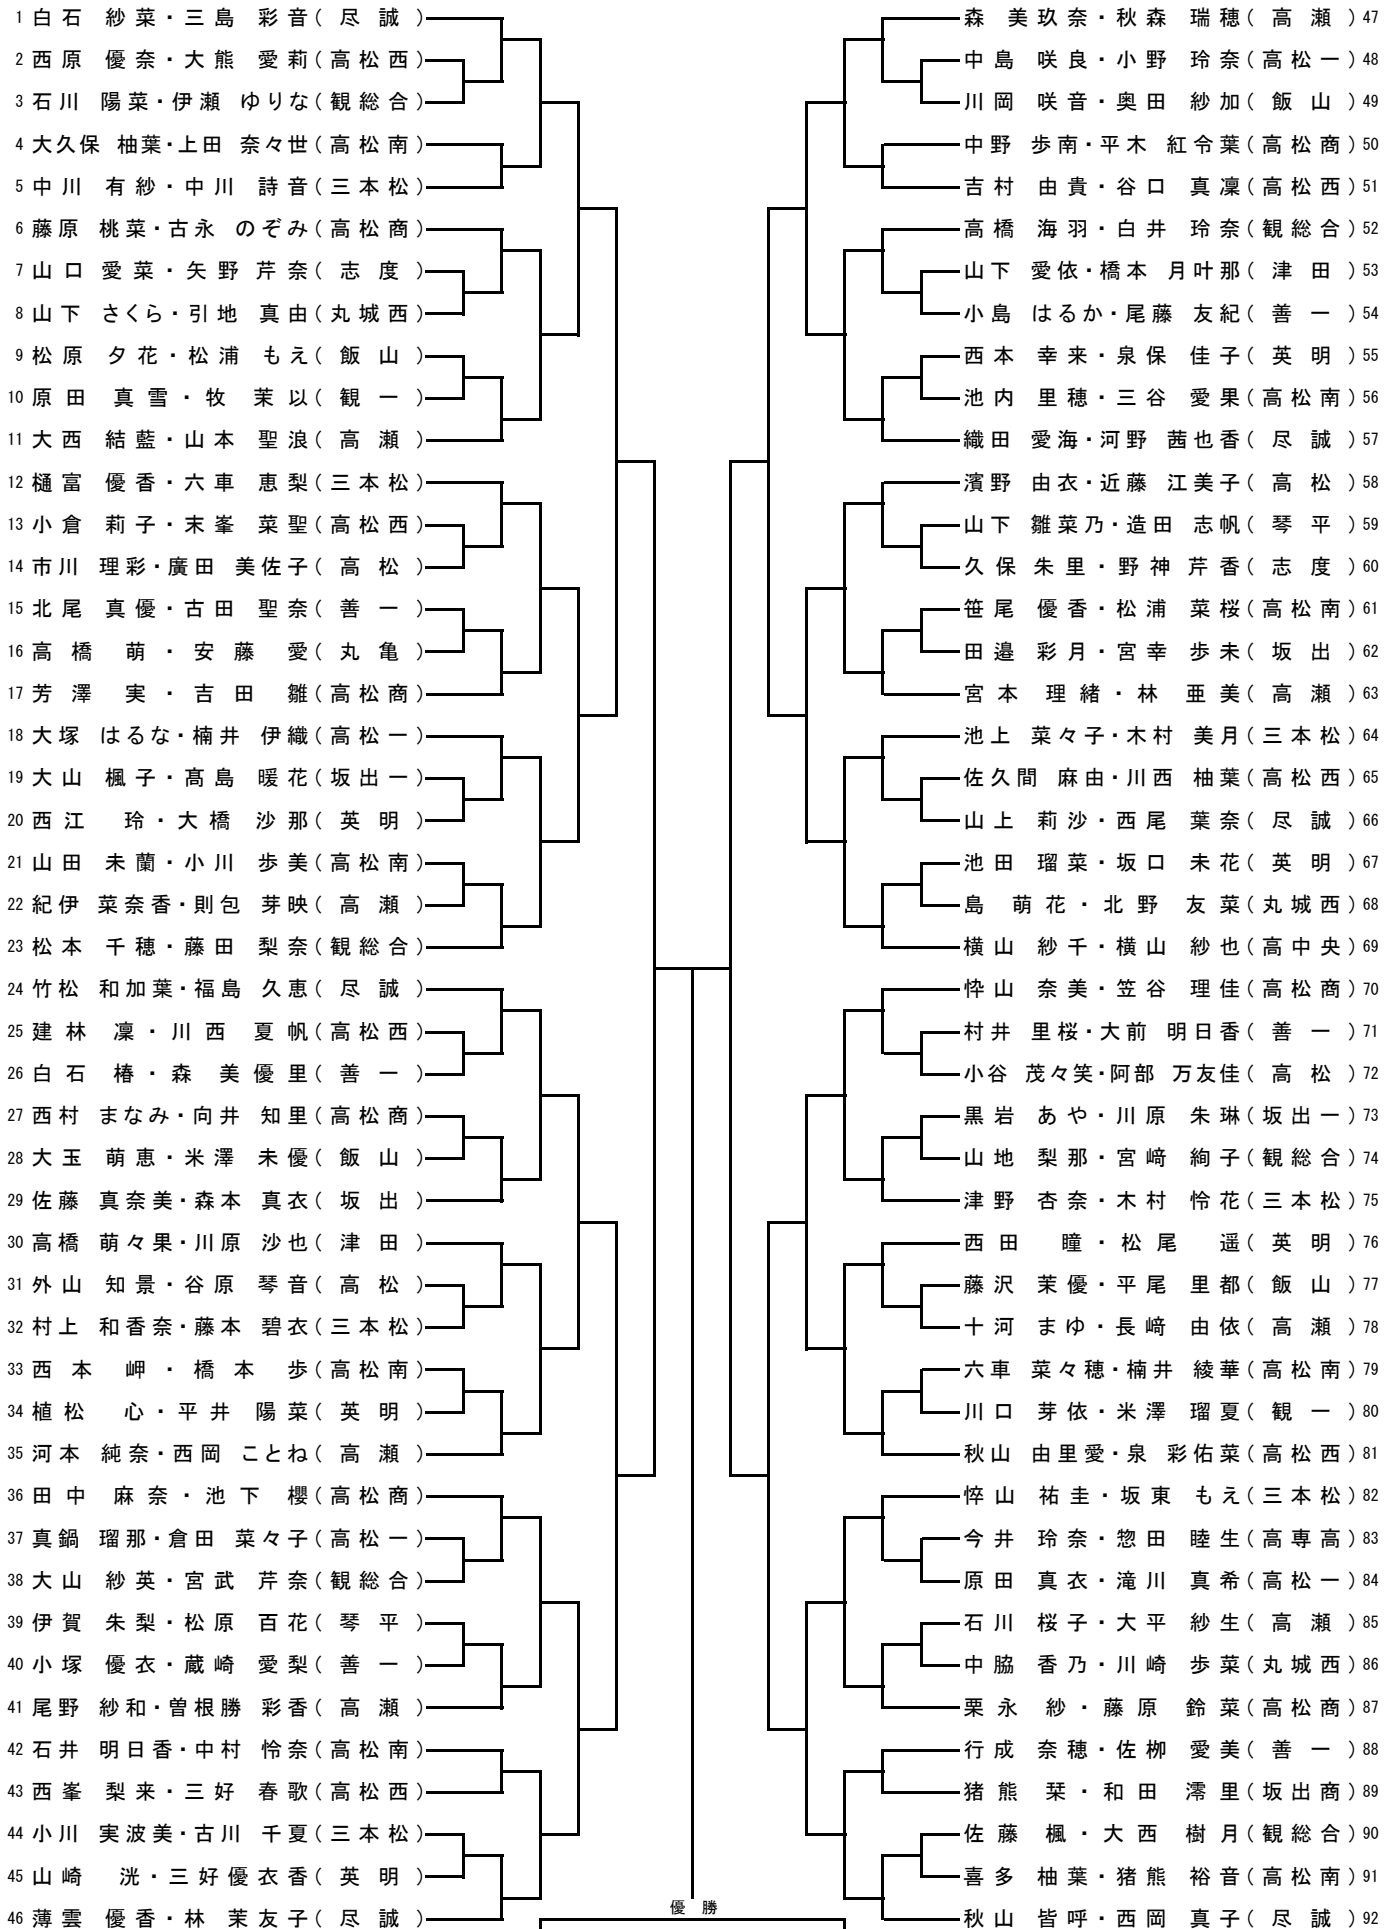 1 白石 紗菜・三島 彩音(尽誠)
2 西原 優奈・大熊 愛莉(高松西)
3 石川 陽菜・伊瀬 ゆりな(観総合)
4 大久保 柚葉・上田 奈々世(高松南)
5 中川 有紗・中川 詩音(三本松)
6 藤原 桃菜・古永 のぞみ(高松商)
7 山口 愛菜・矢野 芹奈(志度)
8 山下 さくら・引地 真由(丸城西)
9 松原 夕花・松浦 もえ(飯山)
10 原田 真雪・牧 茉以(観一)
11 大西 結藍・山本 聖浪(高瀬)
12 樋富 優香・六車 恵梨(三本松)
13 小倉 莉子・末峯 菜聖(高松西)
14 市川 理彩・廣田 美佐子(高松)
15 北尾 真優・古田 聖奈(善一)
16 高橋 萌・安藤 愛(丸亀)
17 芳澤 実・吉田 雛(高松商)
18 大塚 はるな・楠井 伊織(高松一)
19 大山 楓子・髙島 暖花(坂出一)
20 西江 玲・大橋 沙那(英明)
21 山田 未蘭・小川 歩美(高松南)
22 紀伊 菜奈香・則包 芽映(高瀬)
23 松本 千穂・藤田 梨奈(観総合)
24 竹松 和加葉・福島 久恵(尽誠)
25 建林 凜・川西 夏帆(高松西)
26 白石 椿・森 美優里(善一)
27 西村 まなみ・向井 知里(高松商)
28 大玉 萌恵・米澤 未優(飯山)
29 佐藤 真奈美・森本 真衣(坂出)
30 高橋 萌々果・川原 沙也(津田)
31 外山 知景・谷原 琴音(高松)
32 村上 和香奈・藤本 碧衣(三本松)
33 西本 岬・橋本 歩(高松南)
34 植松 心・平井 陽菜(英明)
35 河本 純奈・西岡 ことね(高瀬)
36 田中 麻奈・池下 櫻(高松商)
37 真鍋 瑠那・倉田 菜々子(高松一)
38 大山 紗英・宮武 芹奈(観総合)
39 伊賀 朱梨・松原 百花(琴平)
40 小塚 優衣・蔵崎 愛梨(善一)
41 尾野 紗和・曽根勝 彩香(高瀬)
42 石井 明日香・中村 怜奈(高松南)
43 西峯 梨来・三好 春歌(高松西)
44 小川 実波美・古川 千夏(三本松)
45 山崎 洸・三好優衣香(英明)
46 薄雲 優香・林 茉友子(尽誠)
森 美玖奈・秋森 瑞穂(高瀬) 47
中島 咲良・小野 玲奈(高松一) 48
川岡 咲音・奥田 紗加(飯山) 49
中野 歩南・平木 紅令葉(高松商) 50
吉村 由貴・谷口 真凜(高松西) 51
高橋 海羽・白井 玲奈(観総合) 52
山下 愛依・橋本 月叶那(津田) 53
小島 はるか・尾藤 友紀(善一) 54
西本 幸来・泉保 佳子(英明) 55
池内 里穂・三谷 愛果(高松南) 56
織田 愛海・河野 茜也香(尽誠) 57
濱野 由衣・近藤 江美子(高松) 58
山下 雛菜乃・造田 志帆(琴平) 59
久保 朱里・野神 芹香(志度) 60
笹尾 優香・松浦 菜桜(高松南) 61
田邉 彩月・宮幸 歩未(坂出) 62
宮本 理緒・林 亜美(高瀬) 63
池上 菜々子・木村 美月(三本松) 64
佐久間 麻由・川西 柚葉(高松西) 65
山上 莉沙・西尾 葉奈(尽誠) 66
池田 瑠菜・坂口 未花(英明) 67
島 萌花・北野 友菜(丸城西) 68
横山 紗千・横山 紗也(高中央) 69
忰山 奈美・笠谷 理佳(高松商) 70
村井 里桜・大前 明日香(善一) 71
小谷 茂々笑・阿部 万友佳(高松) 72
黒岩 あや・川原 朱琳(坂出一) 73
山地 梨那・宮﨑 絢子(観総合) 74
津野 杏奈・木村 怜花(三本松) 75
西田 瞳・松尾 遥(英明) 76
藤沢 茉優・平尾 里都(飯山) 77
十河 まゆ・長﨑 由依(高瀬) 78
六車 菜々穂・楠井 綾華(高松南) 79
川口 芽依・米澤 瑠夏(観一) 80
秋山 由里愛・泉 彩佑菜(高松西) 81
悴山 祐圭・坂東 もえ(三本松) 82
今井 玲奈・惣田 睦生(高専高) 83
原田 真衣・滝川 真希(高松一) 84
石川 桜子・大平 紗生(高瀬) 85
中脇 香乃・川崎 歩菜(丸城西) 86
栗永 紗・藤原 鈴菜(高松商) 87
行成 奈穂・佐栁 愛美(善一) 88
猪熊 栞・和田 澪里(坂出商) 89
佐藤 楓・大西 樹月(観総合) 90
喜多 柚葉・猪熊 裕音(高松南) 91
秋山 皆呼・西岡 真子(尽誠) 92
優勝